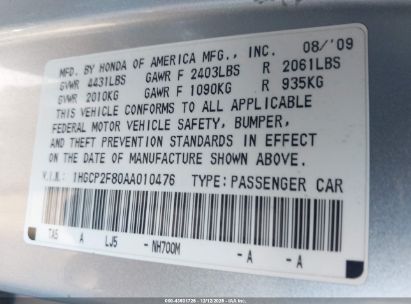 MFD. BY HONDA OF AMERICA MFG., INC. 08/'09
GVWR 4431LBS GAWR F 2403LBS R 2061LBS
GVWR 2010KG GAWR F 1090KG R 935KG
THIS VEHICLE CONFORMS TO ALL APPLICABLE
FEDERAL MOTOR VEHICLE SAFETY, BUMPER,
AND THEFT PREVENTION STANDARDS IN EFFECT
ON THE DATE OF MANUFACTURE SHOWN ABOVE.
V.I.N.: 1HGCP2F80AA010476 TYPE: PASSENGER CAR
TA5 A LJ5 - NH700M - A - A